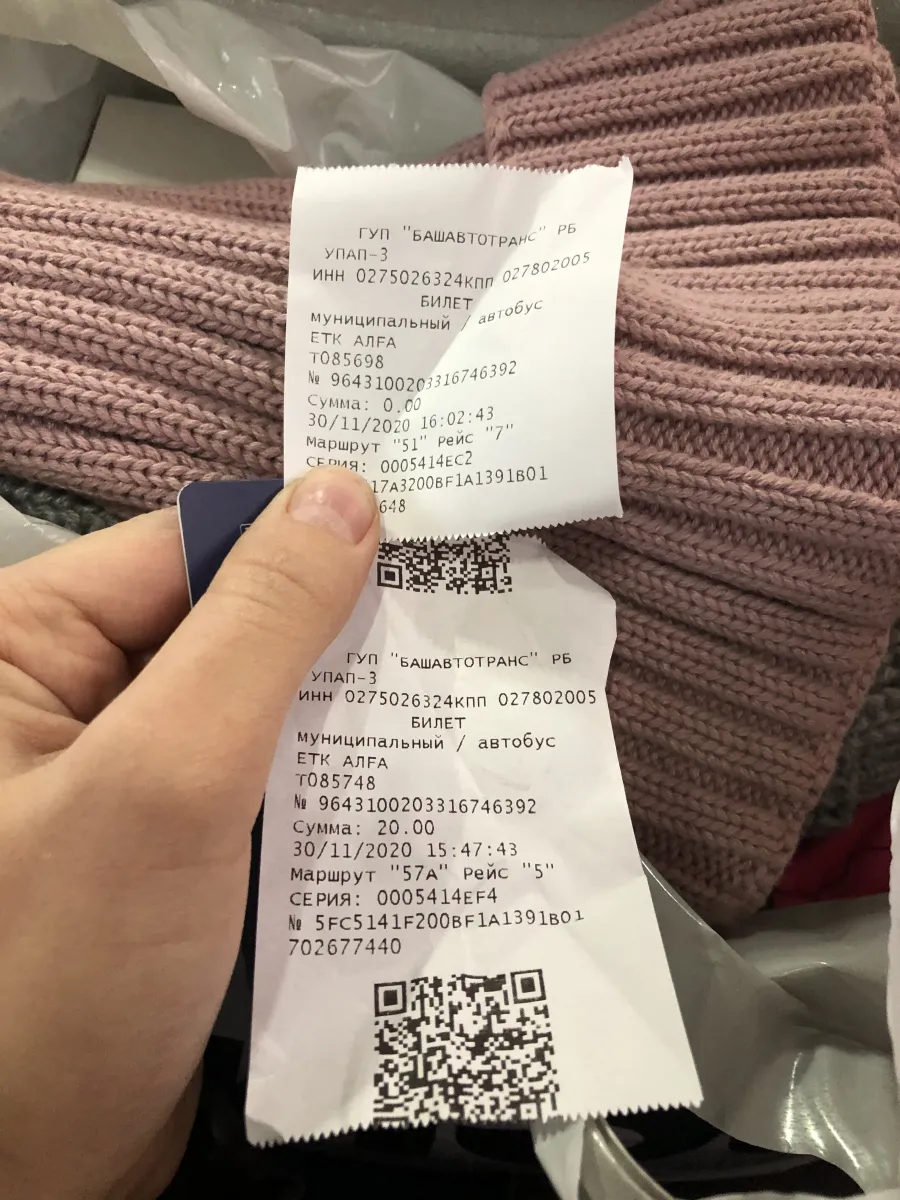 ГУП "БАШАВТОТРАНС" РБ
УПАП-3
ИНН 0275026324КПП 027802005
БИЛЕТ
муниципальный / автобус
ЕТК АЛҒА
Т085698
№ 9643100203316746392
Сумма: 0.00
30/11/2020 16:02:43
Маршрут "51" Рейс "7"
СЕРИЯ: 0005414EC2
17A3200BF1A1391B01
648
ГУП "БАШАВТОТРАНС" РБ
УПАП-3
ИНН 0275026324КПП 027802005
БИЛЕТ
муниципальный / автобус
ЕТК АЛҒА
Т085748
№ 9643100203316746392
Сумма: 20.00
30/11/2020 15:47:43
Маршрут "57А" Рейс "5"
СЕРИЯ: 0005414EF4
№ 5FC5141F200BF1A1391B01
702677440